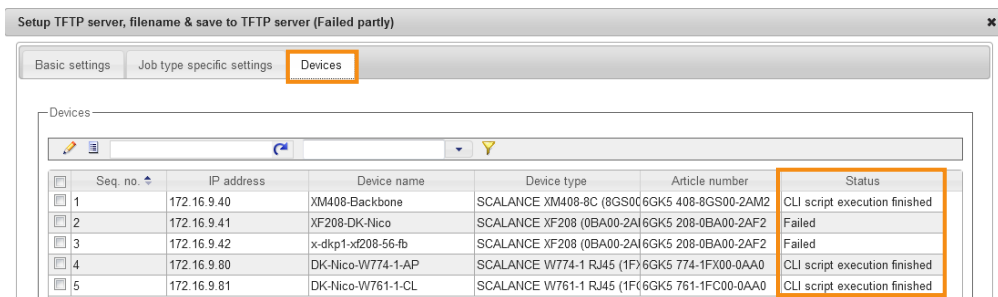 Setup TFTP server, filename & save to TFTP server (Failed partly)
Basic settings Job type specific settings Devices
Devices
Seq. no. IP address Device name Device type Article number Status
1 172.16.9.40 XM408-Backbone SCALANCE XM408-8C (8GS00 6GK5 408-8GS00-2AM2 CLI script execution finished
2 172.16.9.41 XF208-DK-Nico SCALANCE XF208 (0BA00-2A 6GK5 208-0BA00-2AF2 Failed
3 172.16.9.42 x-dkp1-xf208-56-fb SCALANCE XF208 (0BA00-2A 6GK5 208-0BA00-2AF2 Failed
4 172.16.9.80 DK-Nico-W774-1-AP SCALANCE W774-1 RJ45 (1FX 6GK5 774-1FX00-0AA0 CLI script execution finished
5 172.16.9.81 DK-Nico-W761-1-CL SCALANCE W761-1 RJ45 (1FC 6GK5 761-1FC00-0AA0 CLI script execution finished